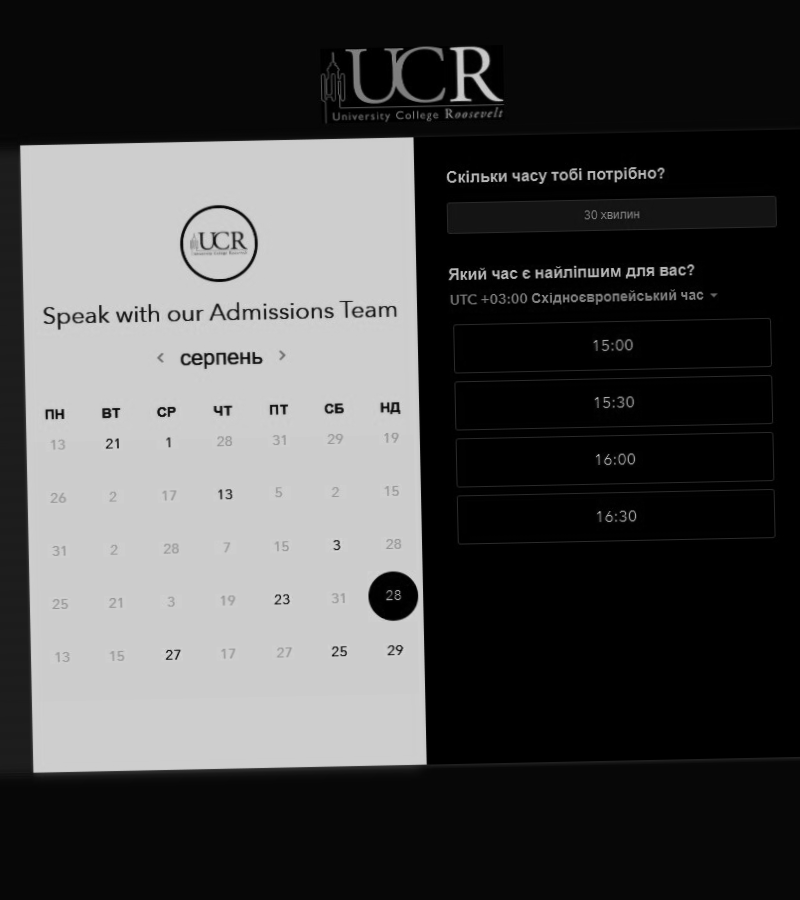 UCR
University College Roosevelt
UCR
University College Roosevelt
Speak with our Admissions Team
серпень
ПН ВТ СР ЧТ ПТ СБ НД
13 21 1 28 31 29 19
26 2 17 13 5 2 15
31 2 28 7 15 3 28
25 21 3 19 23 31 28
13 15 27 17 27 25 29
Скільки часу тобі потрібно?
30 хвилин
Який час є найліпшим для вас?
UTC +03:00 Східноєвропейський час
15:00
15:30
16:00
16:30